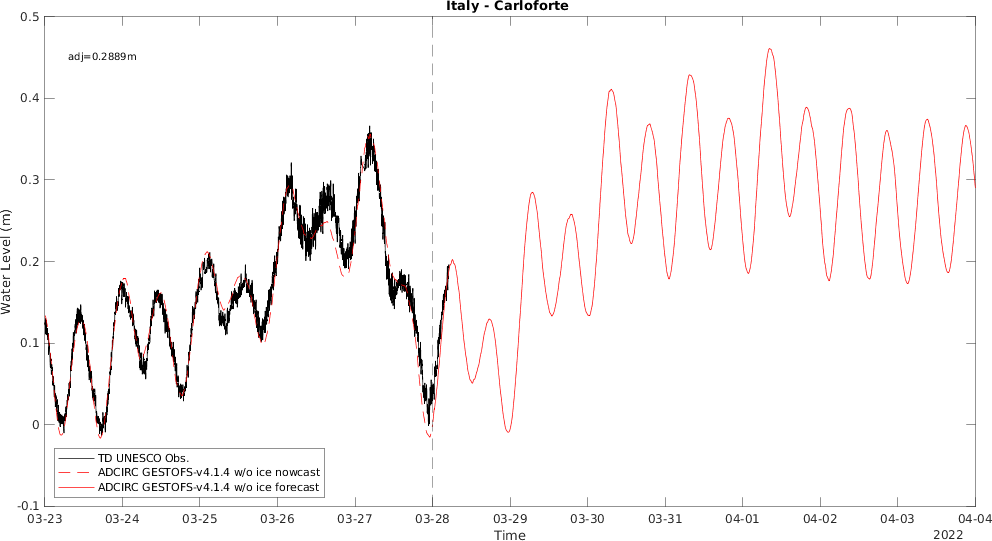 Italy - Carloforte
0.5
adj=0.2889m
0.4
0.3
0.2
0.1
0
-0.1
Water Level (m)
TD UNESCO Obs.
ADCIRC GESTOFS-v4.1.4 w/o ice nowcast
ADCIRC GESTOFS-v4.1.4 w/o ice forecast
03-23 03-24 03-25 03-26 03-27 03-28 03-29 03-30 03-31 04-01 04-02 04-03 04-04
Time
2022